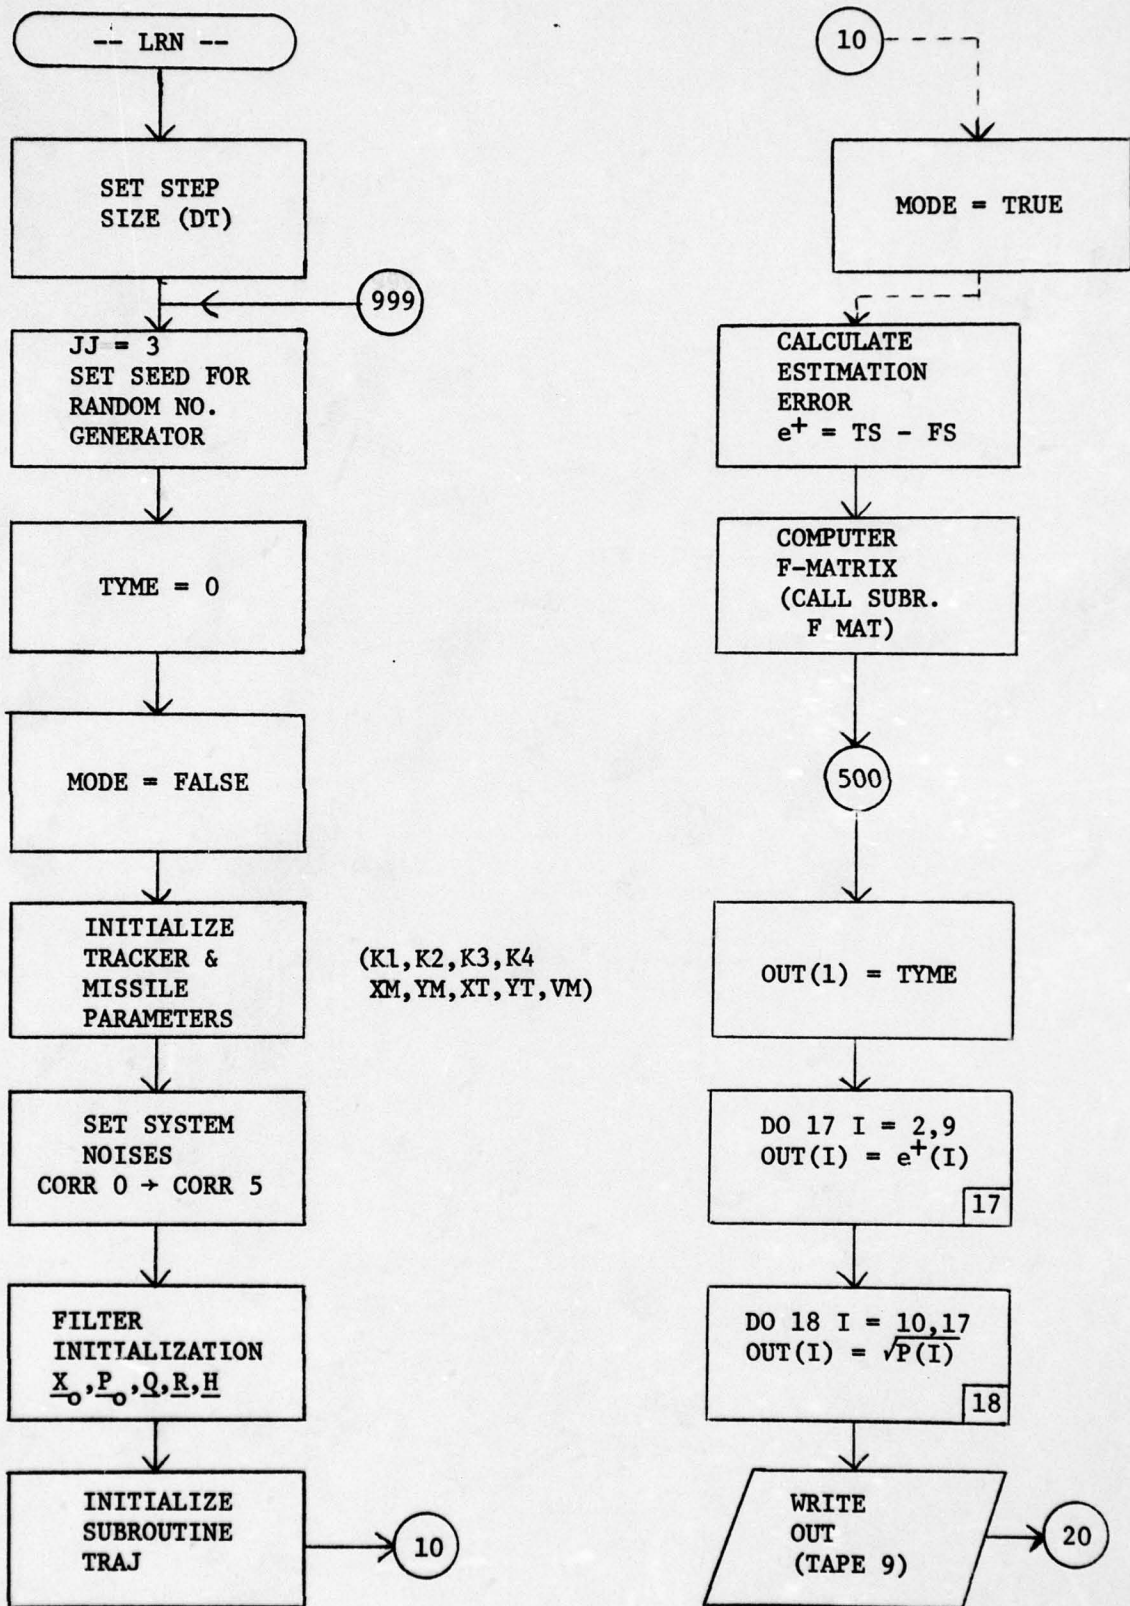 -- LRN --
SET STEP
SIZE (DT)
999
JJ = 3
SET SEED FOR
RANDOM NO.
GENERATOR
TYME = 0
MODE = FALSE
INITIALIZE
TRACKER &
MISSILE
PARAMETERS
(K1,K2,K3,K4
XM,YM,XT,YT,VM)
SET SYSTEM
NOISES
CORR 0 → CORR 5
FILTER
INITIALIZATION
X₀,P₀,Q,R,H
INITIALIZE
SUBROUTINE
TRAJ
10
10
MODE = TRUE
CALCULATE
ESTIMATION
ERROR
e⁺ = TS - FS
COMPUTER
F-MATRIX
(CALL SUBR.
F MAT)
500
OUT(1) = TYME
DO 17 I = 2,9
OUT(I) = e⁺(I)
17
DO 18 I = 10,17
OUT(I) = √P(I)
18
WRITE
OUT
(TAPE 9)
20